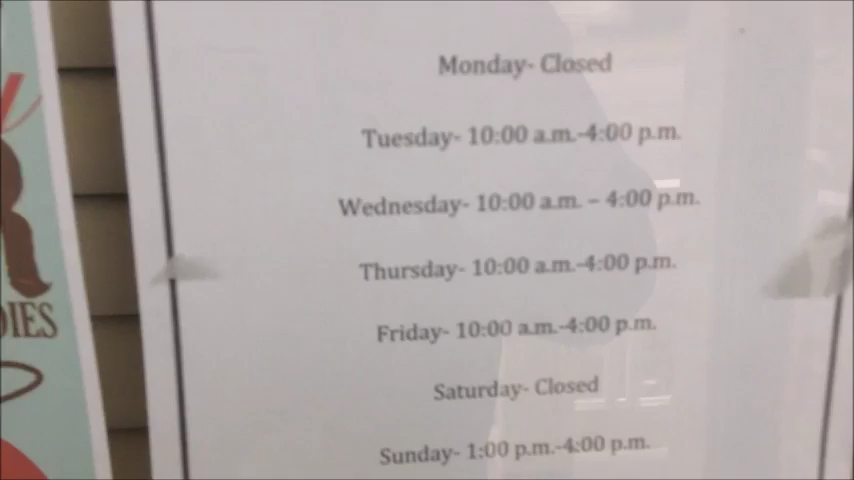 Monday- Closed
Tuesday- 10:00 a.m.-4:00 p.m.
Wednesday- 10:00 a.m. – 4:00 p.m.
Thursday- 10:00 a.m.-4:00 p.m.
Friday- 10:00 a.m.-4:00 p.m.
Saturday- Closed
Sunday- 1:00 p.m.-4:00 p.m.